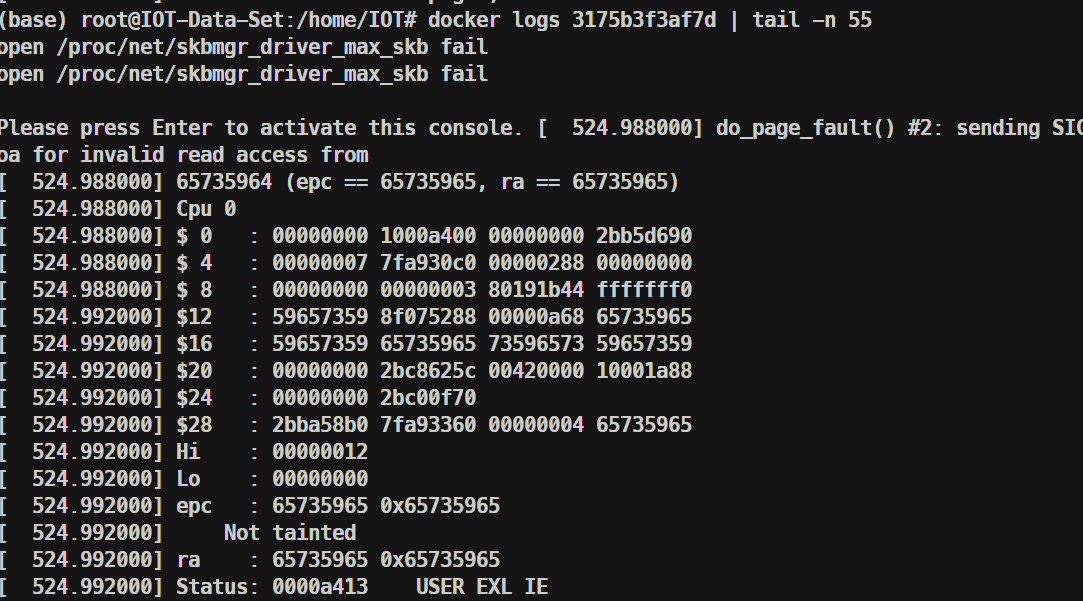 (base) root@IOT-Data-Set:/home/IOT# docker logs 3175b3f3af7d | tail -n 55
open /proc/net/skbmgr_driver_max_skb fail
open /proc/net/skbmgr_driver_max_skb fail
Please press Enter to activate this console. [  524.988000] do_page_fault() #2: sending SIG
oa for invalid read access from
[  524.988000] 65735964 (epc == 65735965, ra == 65735965)
[  524.988000] Cpu 0
[  524.988000] $ 0   : 00000000 1000a400 00000000 2bb5d690
[  524.988000] $ 4   : 00000007 7fa930c0 00000288 00000000
[  524.988000] $ 8   : 00000000 00000003 80191b44 fffffff0
[  524.992000] $12   : 59657359 8f075288 00000a68 65735965
[  524.992000] $16   : 59657359 65735965 73596573 59657359
[  524.992000] $20   : 00000000 2bc8625c 00420000 10001a88
[  524.992000] $24   : 00000000 2bc00f70
[  524.992000] $28   : 2bba58b0 7fa93360 00000004 65735965
[  524.992000] Hi    : 00000012
[  524.992000] Lo    : 00000000
[  524.992000] epc   : 65735965 0x65735965
[  524.992000]     Not tainted
[  524.992000] ra    : 65735965 0x65735965
[  524.992000] Status: 0000a413    USER EXL IE